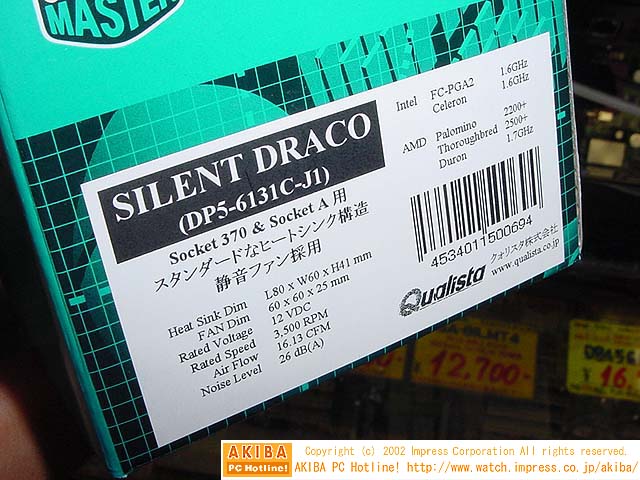 MASTER
SILENT DRACO
(DP5-6131C-J1)
Socket 370 & Socket A 用
スタンダードなヒートシンク構造
静音ファン採用
Heat Sink Dim L80 x W60 x H41 mm
FAN Dim 60 x 60 x 25 mm
Rated Voltage 12 VDC
Rated Speed 3,500 RPM
Air Flow 16.13 CFM
Noise Level 26 dB(A)
Intel FC-PGA2 1.6GHz
Celeron 1.6GHz
AMD Palomino 2200+
Thoroughbred 2500+
Duron 1.7GHz
4534011500694
Qualista クォリスタ株式会社
www.qualista.co.jp
¥12,700-
AKIBA
PC Hotline!
Copyright (c) 2002 Impress Corporation All rights reserved.
AKIBA PC Hotline! http://www.watch.impress.co.jp/akiba/